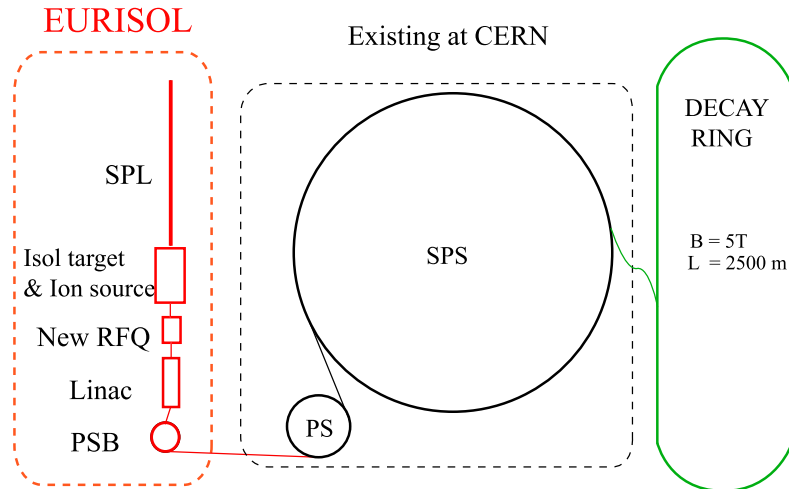 EURISOL
Existing at CERN
SPL
Isol target
& Ion source
New RFQ
Linac
PSB
PS
SPS
DECAY
RING
B = 5T
L = 2500 m